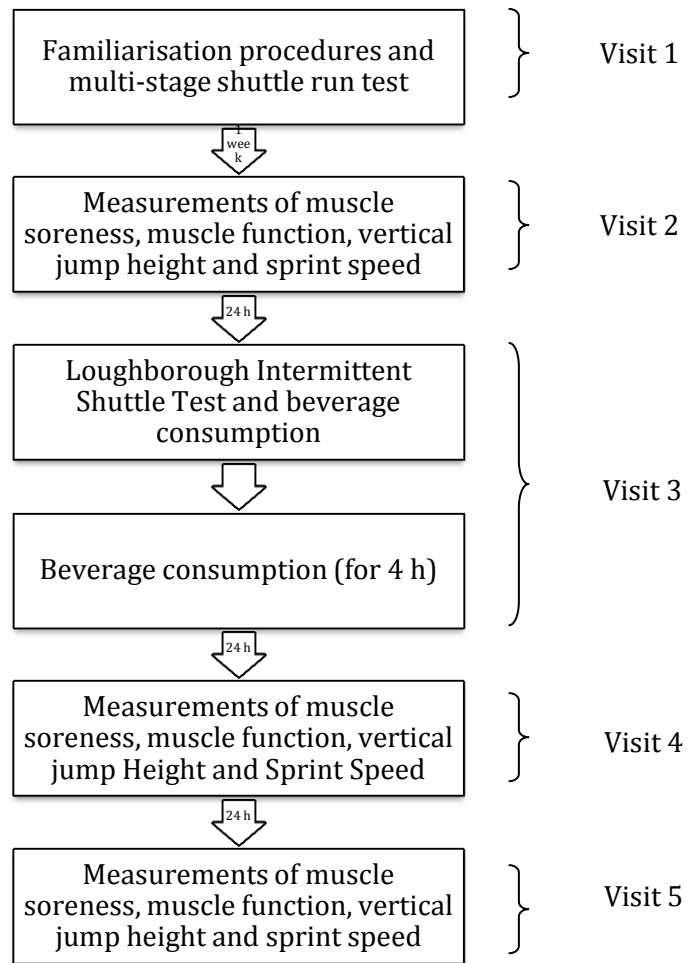 Familiarisation procedures and
multi-stage shuttle run test
Visit 1
1
wee
k
Measurements of muscle
soreness, muscle function, vertical
jump height and sprint speed
Visit 2
24 h
Loughborough Intermittent
Shuttle Test and beverage
consumption
Visit 3
Beverage consumption (for 4 h)
24 h
Measurements of muscle
soreness, muscle function, vertical
jump Height and Sprint Speed
Visit 4
24 h
Measurements of muscle
soreness, muscle function, vertical
jump height and sprint speed
Visit 5